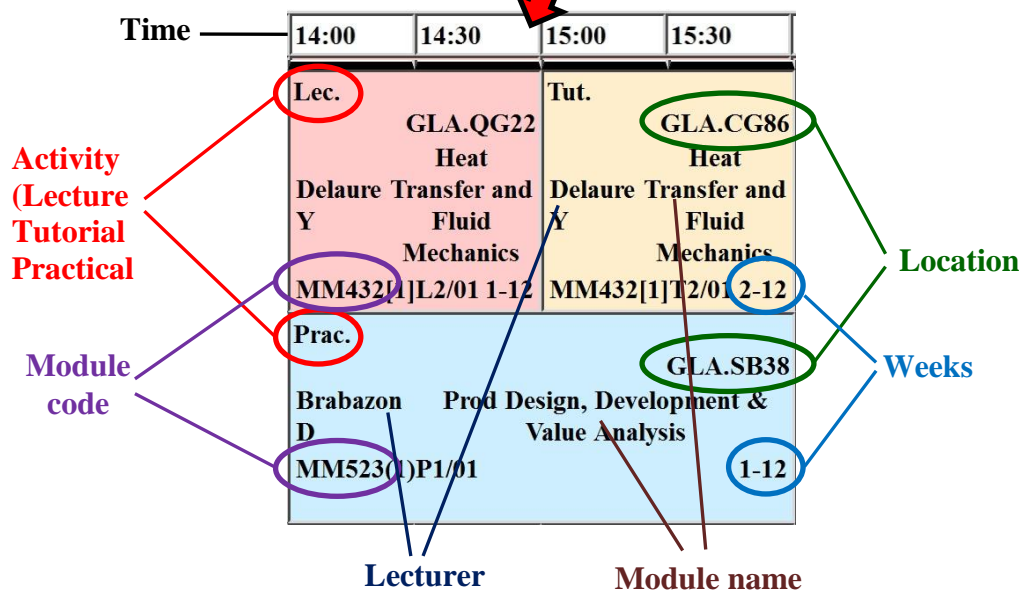 Time
14:00 14:30 15:00 15:30
Lec.
GLA.QG22
Heat
Delaure Transfer and
Y Fluid
Mechanics
MM432[1]L2/01 1-12
Tut.
GLA.CG86
Heat
Delaure Transfer and
Y Fluid
Mechanics
MM432[1]T2/01 2-12
Prac.
GLA.SB38
Brabazon Prod Design, Development &
D Value Analysis
MM523(1)P1/01 1-12
Activity
(Lecture
Tutorial
Practical
Module
code
Location
Weeks
Lecturer
Module name